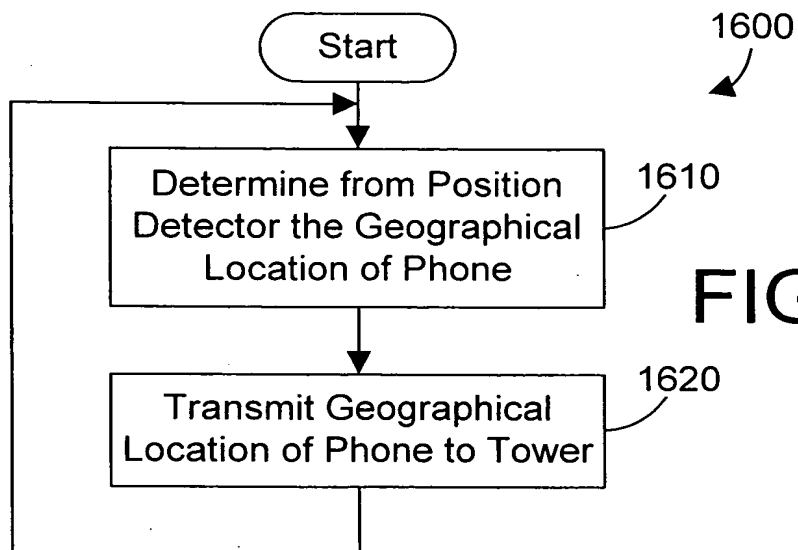 Start
1600
Determine from Position
Detector the Geographical
Location of Phone
1610
FIG
Transmit Geographical
Location of Phone to Tower
1620